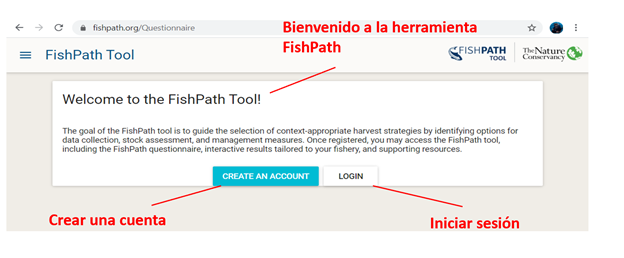 fishpath.org/Questionnaire
Bienvenido a la herramienta
FishPath
FishPath Tool
FISHPATH
TOOL
The Nature
Conservancy
Welcome to the FishPath Tool!
The goal of the FishPath tool is to guide the selection of context-appropriate harvest strategies by identifying options for
data collection, stock assessment, and management measures. Once registered, you may access the FishPath tool,
including the FishPath questionnaire, interactive results tailored to your fishery, and supporting resources.
CREATE AN ACCOUNT
LOGIN
Crear una cuenta
Iniciar sesión